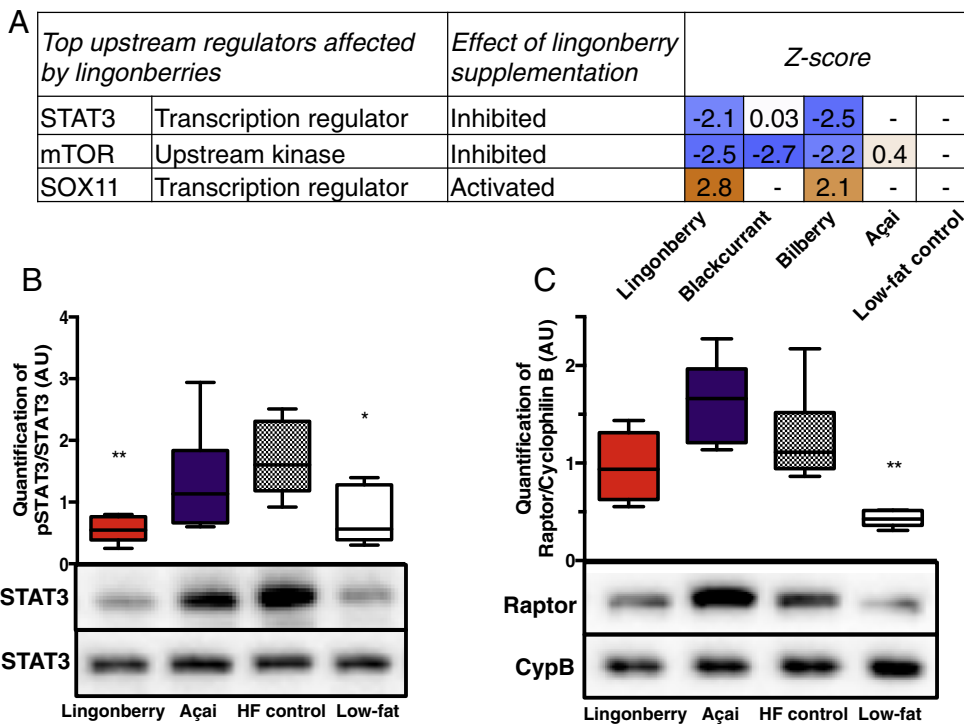 A
Top upstream regulators affected by lingonberries
Effect of lingonberry supplementation
Z-score
STAT3 Transcription regulator Inhibited -2.1 0.03 -2.5 - -
mTOR Upstream kinase Inhibited -2.5 -2.7 -2.2 0.4 -
SOX11 Transcription regulator Activated 2.8 - 2.1 - -
Lingonberry
Blackcurrant
Bilberry
Açai
Low-fat control
B
Quantification of
pSTAT3/STAT3 (AU)
4
3
2
1
0
**
*
STAT3
STAT3
Lingonberry Açai HF control Low-fat
C
Quantification of
Raptor/Cyclophilin B (AU)
2
1
0
**
Raptor
CypB
Lingonberry Açai HF control Low-fat